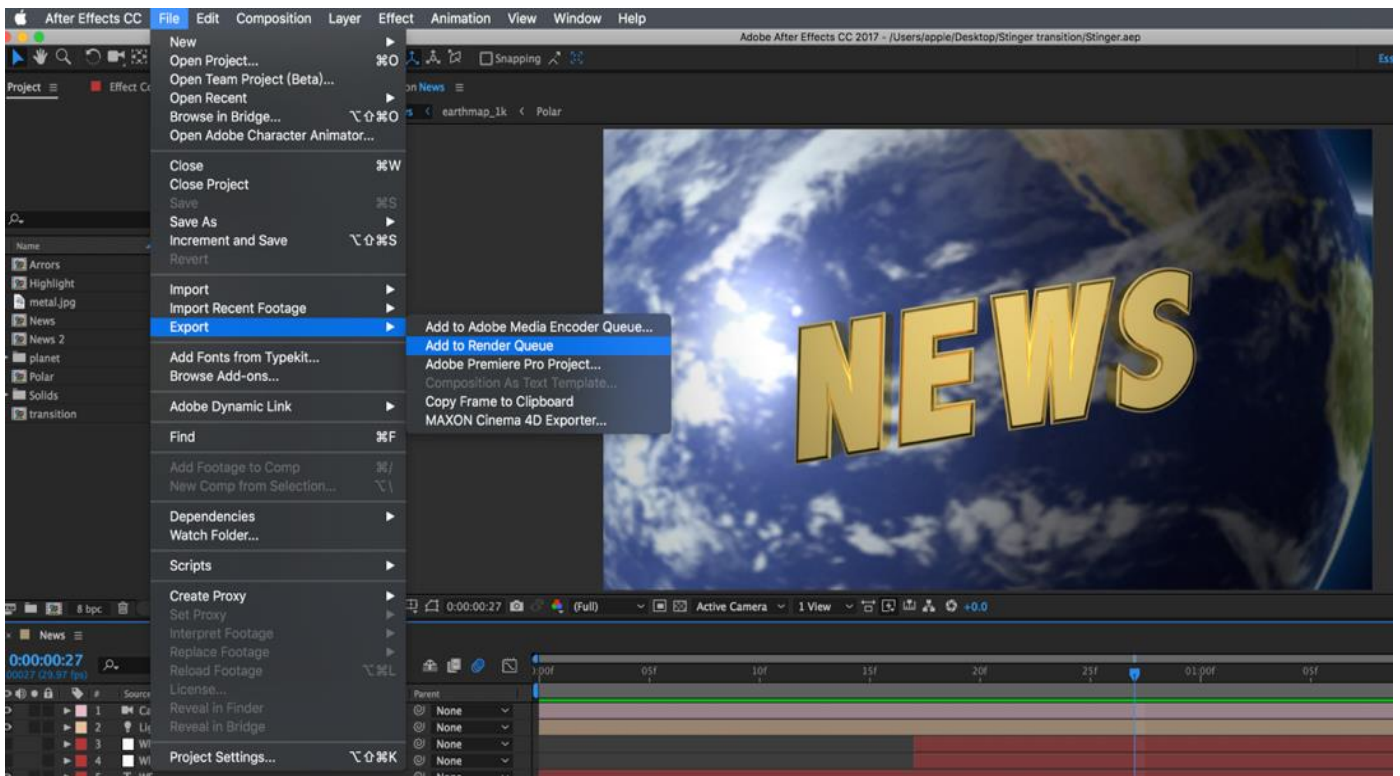 After Effects CC File Edit Composition Layer Effect Animation View Window Help
Adobe After Effects CC 2017 - /Users/apple/Desktop/Stinger transition/Stinger.aep
Snapping
Project
Effect
News
earthmap_1k
Polar
New
Open Project... ⌘O
Open Team Project (Beta)...
Open Recent
Browse in Bridge... ⌥⇧⌘O
Open Adobe Character Animator...
Close ⌘W
Close Project
Save ⌘S
Save As
Increment and Save ⌥⇧⌘S
Revert
Import
Import Recent Footage
Export
Add Fonts from Typekit...
Browse Add-ons...
Adobe Dynamic Link
Find ⌘F
Add Footage to Comp ⌘/
New Comp from Selection... ⌥\
Dependencies
Watch Folder...
Scripts
Create Proxy
Set Proxy
Interpret Footage
Replace Footage
Reload Footage ⌥⌘L
License...
Reveal in Finder
Reveal in Bridge
Project Settings... ⌥⇧⌘K
Add to Adobe Media Encoder Queue...
Add to Render Queue
Adobe Premiere Pro Project...
Composition As Text Template...
Copy Frame to Clipboard
MAXON Cinema 4D Exporter...
Name
Arrors
Highlight
metal.jpg
News
News 2
planet
Polar
Solids
transition
NEWS
8 bpc
0:00:00:27 (Full) Active Camera 1 View +0.0
News
0:00:00:27
00027 (29.97 fps)
05f 10f 15f 20f 25f 01:00f 05f
# Source Parent
1 None
2 None
3 None
4 None
5 None